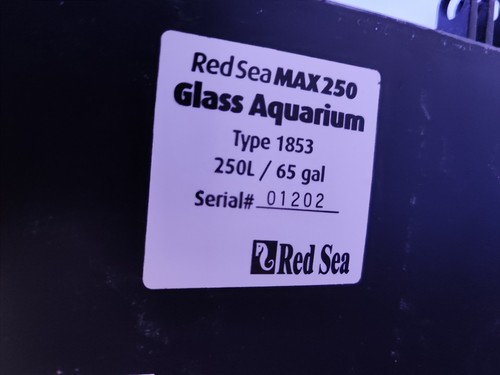 Red Sea MAX 250
Glass Aquarium
Type 1853
250L / 65 gal
Serial# 01202
Red Sea